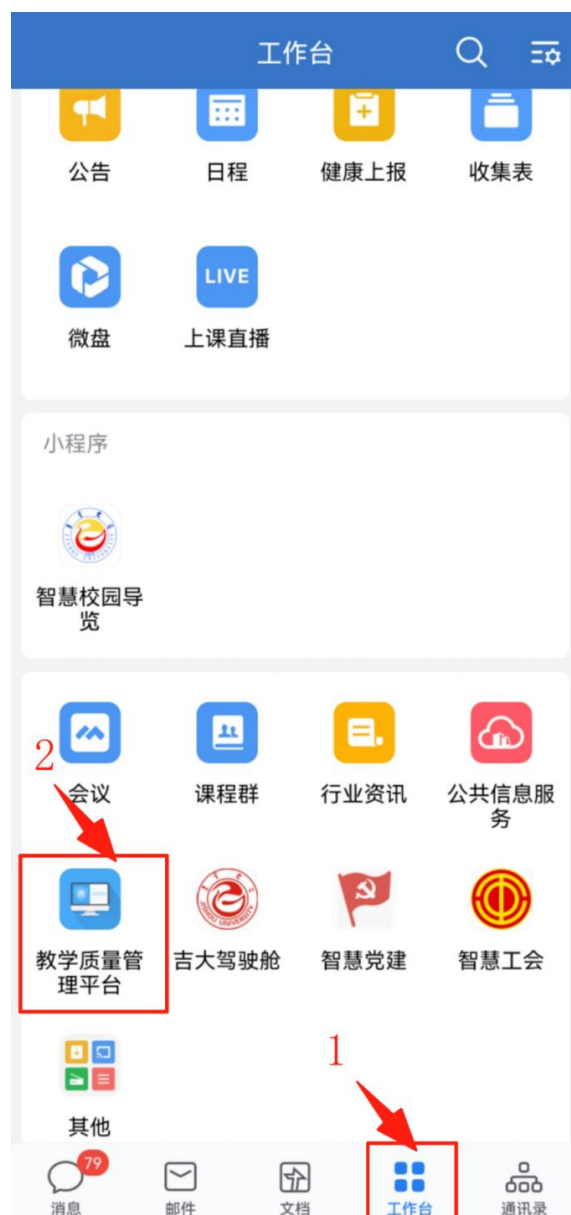 工作台
公告
日程
健康上报
收集表
LIVE
微盘
上课直播
小程序
智慧校园导
览
2
会议
课程群
行业资讯
公共信息服
务
JISHOU UNIVERSITY
教学质量管
理平台
吉大驾驶舱
智慧党建
智慧工会
1
其他
79
消息
邮件
文档
工作台
通讯录